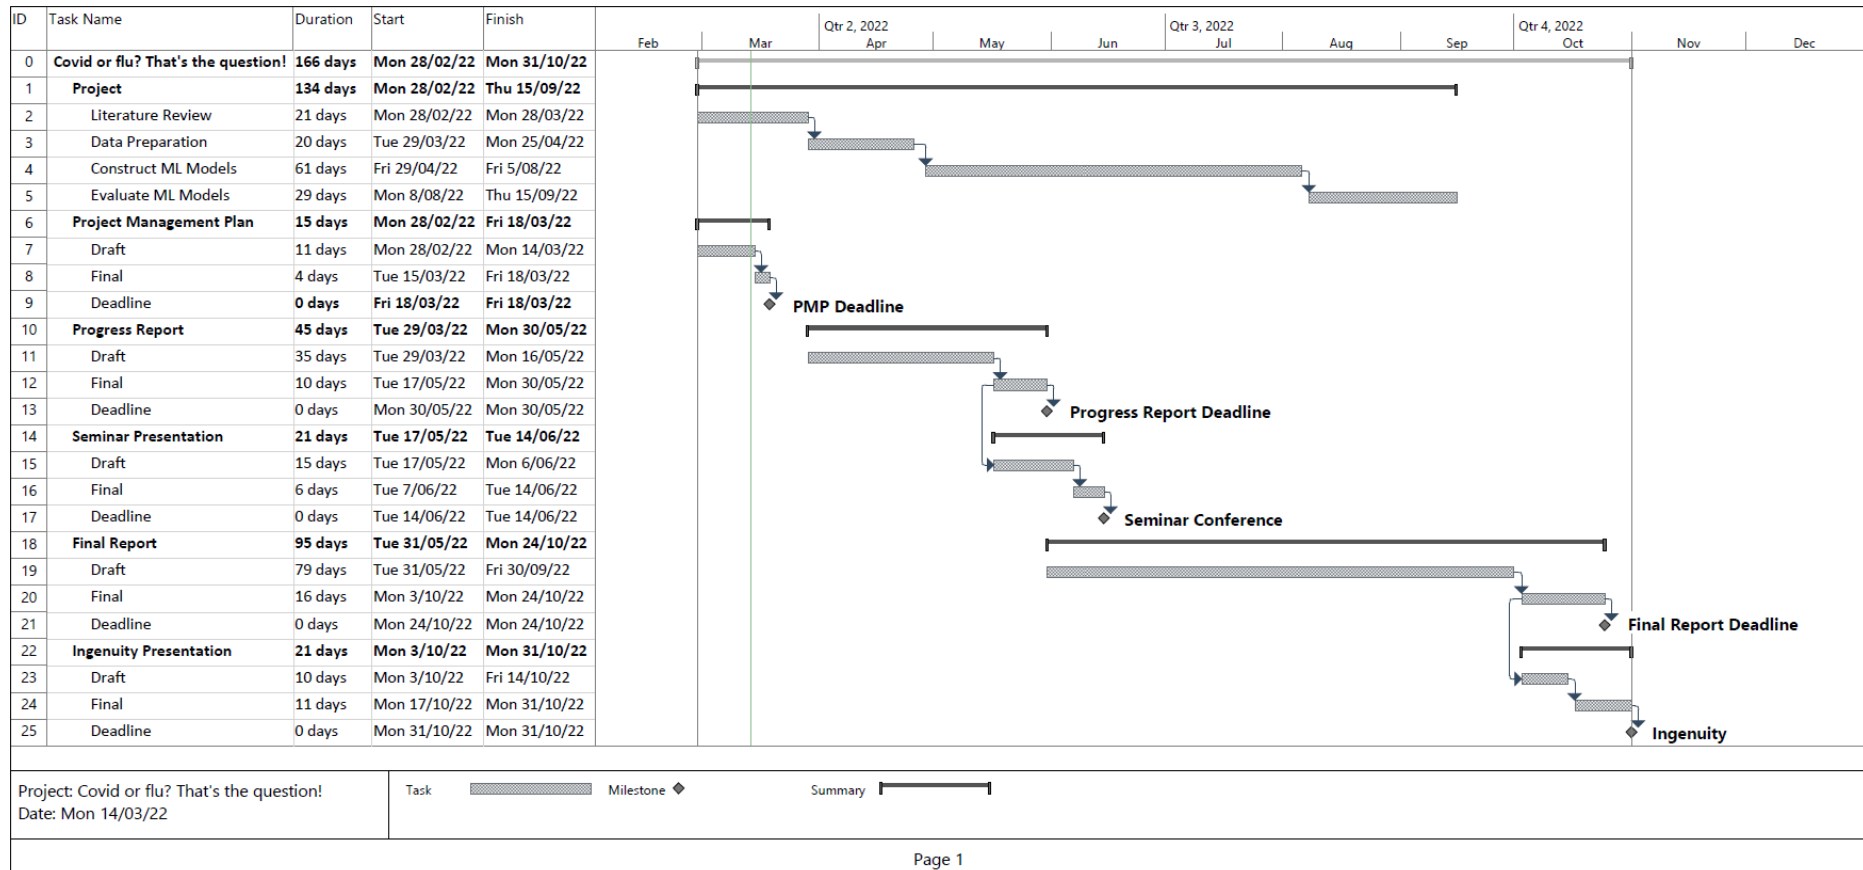 ID Task Name Duration Start Finish
Qtr 2, 2022 Qtr 3, 2022 Qtr 4, 2022
Feb Mar Apr May Jun Jul Aug Sep Oct Nov Dec
0 Covid or flu? That's the question! 166 days Mon 28/02/22 Mon 31/10/22
1 Project 134 days Mon 28/02/22 Thu 15/09/22
2 Literature Review 21 days Mon 28/02/22 Mon 28/03/22
3 Data Preparation 20 days Tue 29/03/22 Mon 25/04/22
4 Construct ML Models 61 days Fri 29/04/22 Fri 5/08/22
5 Evaluate ML Models 29 days Mon 8/08/22 Thu 15/09/22
6 Project Management Plan 15 days Mon 28/02/22 Fri 18/03/22
7 Draft 11 days Mon 28/02/22 Mon 14/03/22
8 Final 4 days Tue 15/03/22 Fri 18/03/22
9 Deadline 0 days Fri 18/03/22 Fri 18/03/22 PMP Deadline
10 Progress Report 45 days Tue 29/03/22 Mon 30/05/22
11 Draft 35 days Tue 29/03/22 Mon 16/05/22
12 Final 10 days Tue 17/05/22 Mon 30/05/22
13 Deadline 0 days Mon 30/05/22 Mon 30/05/22 Progress Report Deadline
14 Seminar Presentation 21 days Tue 17/05/22 Tue 14/06/22
15 Draft 15 days Tue 17/05/22 Mon 6/06/22
16 Final 6 days Tue 7/06/22 Tue 14/06/22
17 Deadline 0 days Tue 14/06/22 Tue 14/06/22 Seminar Conference
18 Final Report 95 days Tue 31/05/22 Mon 24/10/22
19 Draft 79 days Tue 31/05/22 Fri 30/09/22
20 Final 16 days Mon 3/10/22 Mon 24/10/22
21 Deadline 0 days Mon 24/10/22 Mon 24/10/22 Final Report Deadline
22 Ingenuity Presentation 21 days Mon 3/10/22 Mon 31/10/22
23 Draft 10 days Mon 3/10/22 Fri 14/10/22
24 Final 11 days Mon 17/10/22 Mon 31/10/22
25 Deadline 0 days Mon 31/10/22 Mon 31/10/22 Ingenuity
Project: Covid or flu? That's the question!
Date: Mon 14/03/22
Task Milestone Summary
Page 1